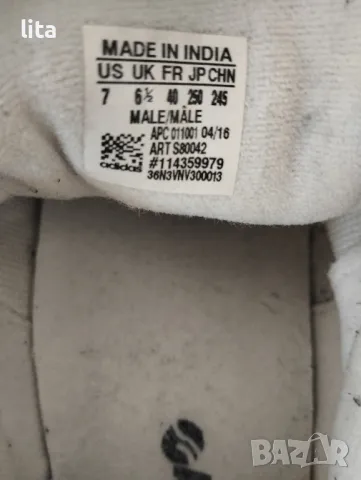 lita
MADE IN INDIA
US UK FR JP CHN
7 6½ 40 250 245
MALE/MÂLE
APC 011001 04/16
ART S80042
#114359979
adidas 36N3VNV300013
BAZAR